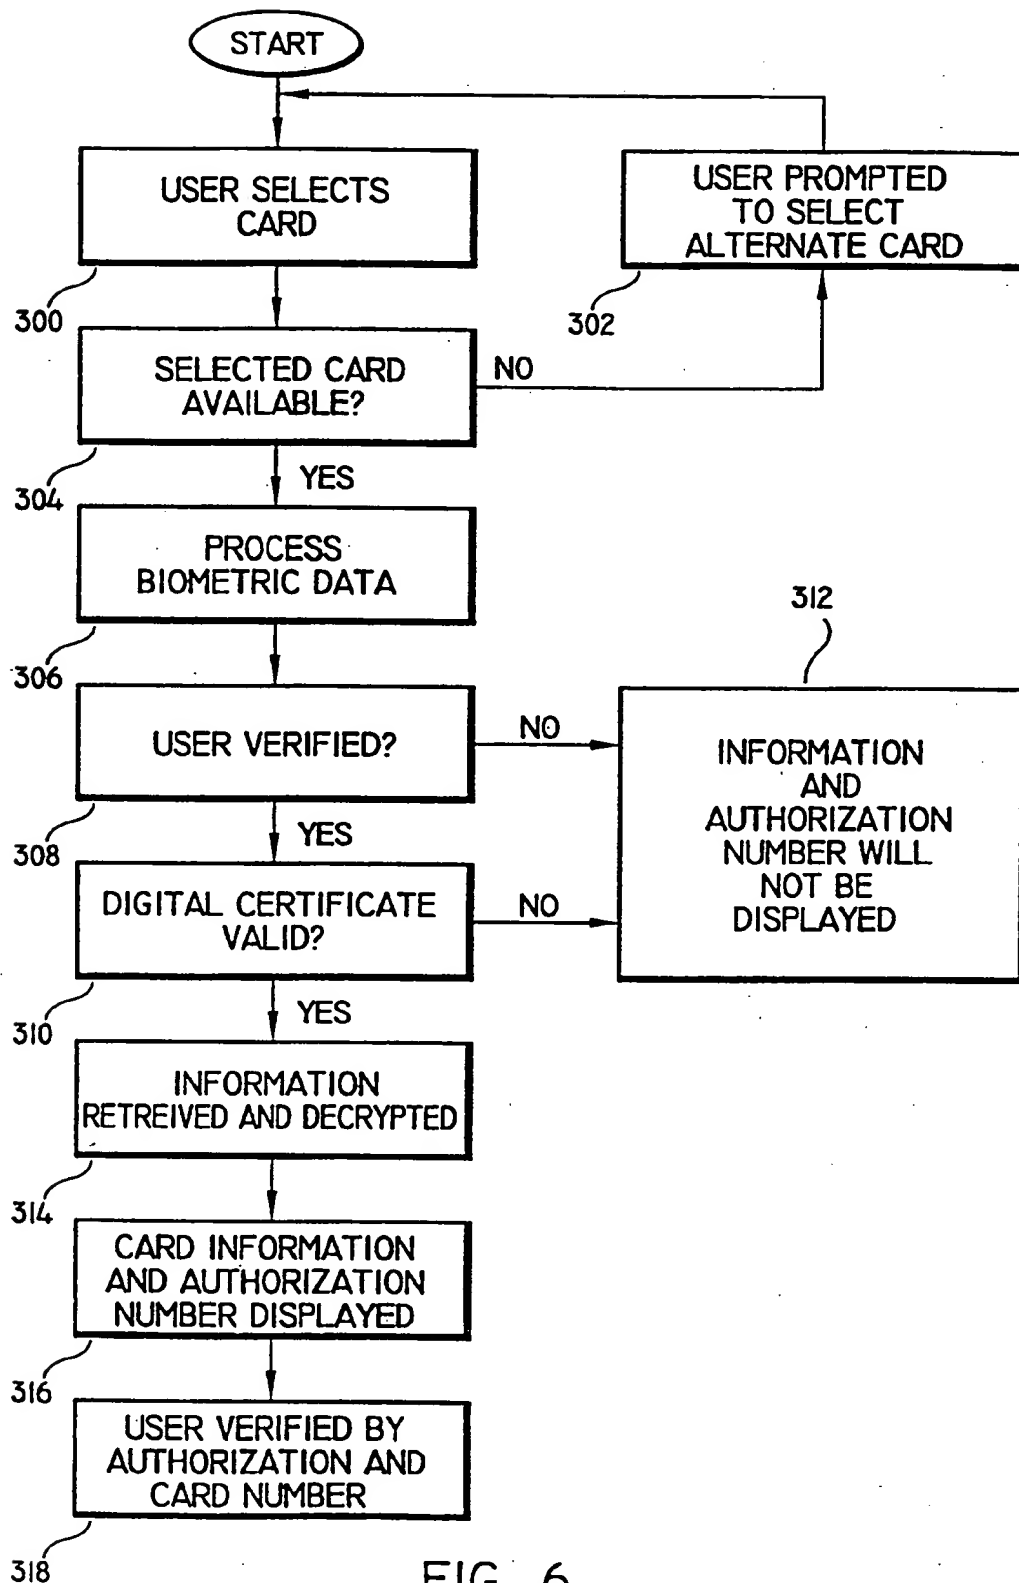 START
USER SELECTS
CARD
300
USER PROMPTED
TO SELECT
ALTERNATE CARD
302
SELECTED CARD
AVAILABLE?
NO
304
YES
PROCESS
BIOMETRIC DATA
306
USER VERIFIED?
NO
308
YES
312
INFORMATION
AND
AUTHORIZATION
NUMBER WILL
NOT BE
DISPLAYED
DIGITAL CERTIFICATE
VALID?
NO
310
YES
INFORMATION
RETREIVED AND DECRYPTED
314
CARD INFORMATION
AND AUTHORIZATION
NUMBER DISPLAYED
316
USER VERIFIED BY
AUTHORIZATION AND
CARD NUMBER
318
FIG. 6